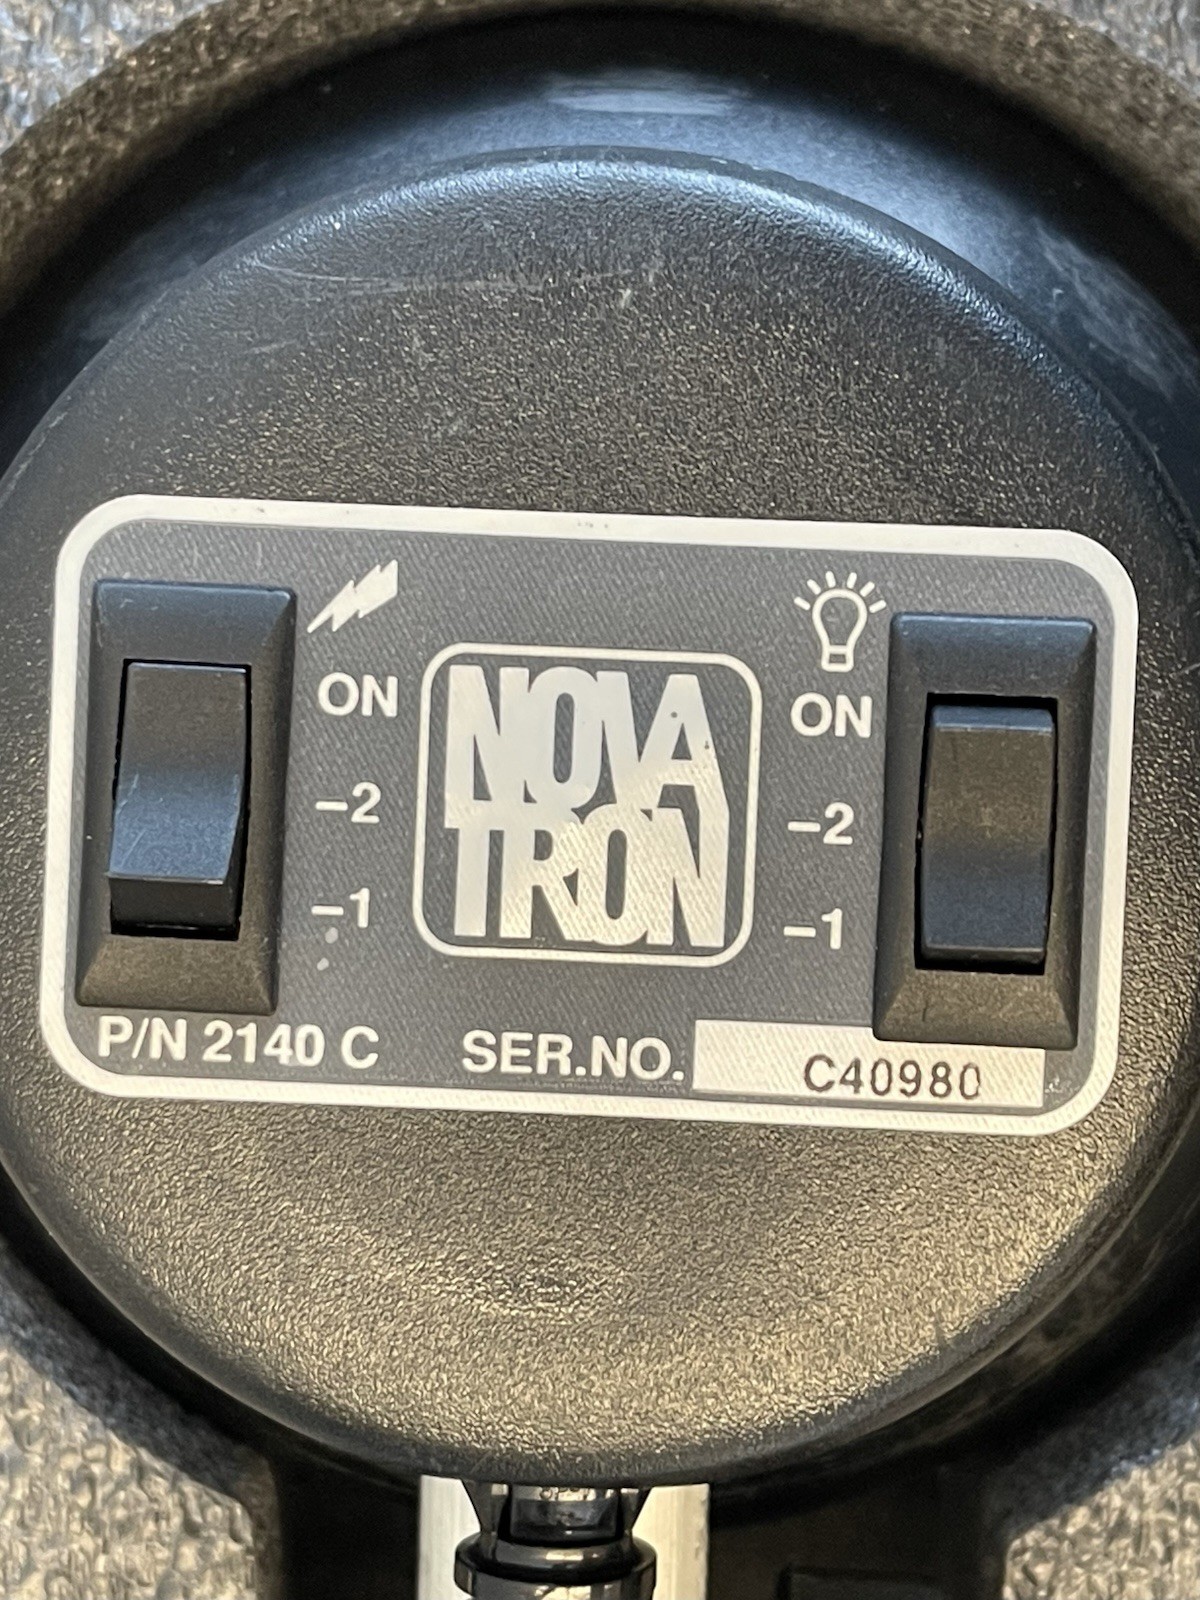 ON
ON
-2
-2
-1
-1
NOVA
TRON
P/N 2140 C
SER.NO.
C40980